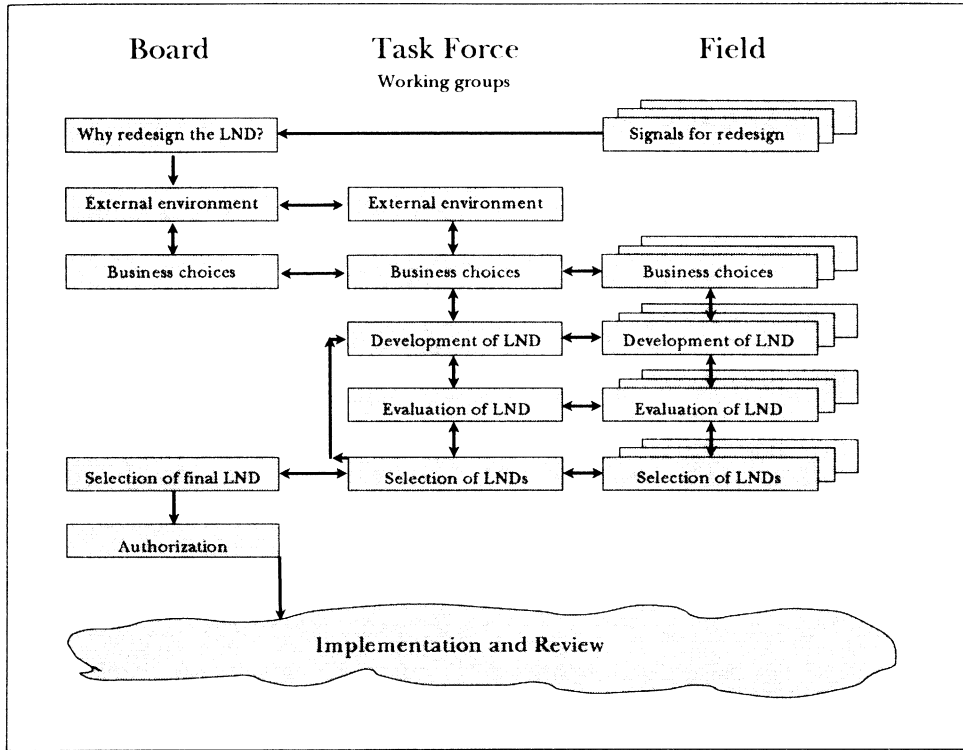 Board
Task Force
Field
Working groups
Why redesign the LND?
Signals for redesign
External environment
External environment
Business choices
Business choices
Business choices
Development of LND
Development of LND
Evaluation of LND
Evaluation of LND
Selection of final LND
Selection of LNDs
Selection of LNDs
Authorization
Implementation and Review